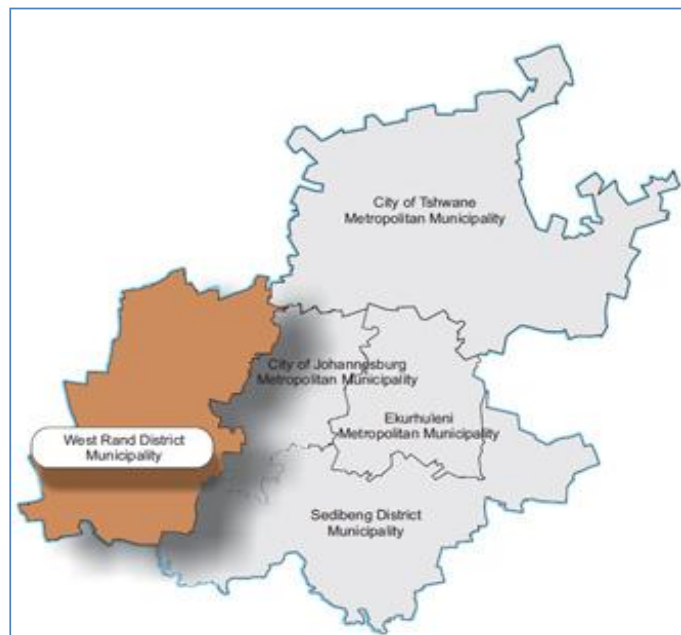 City of Tshwane
Metropolitan Municipality
City of Johannesburg
Metropolitan Municipality
Ekurhuleni
Metropolitan Municipality
West Rand District
Municipality
Sedibeng District
Municipality